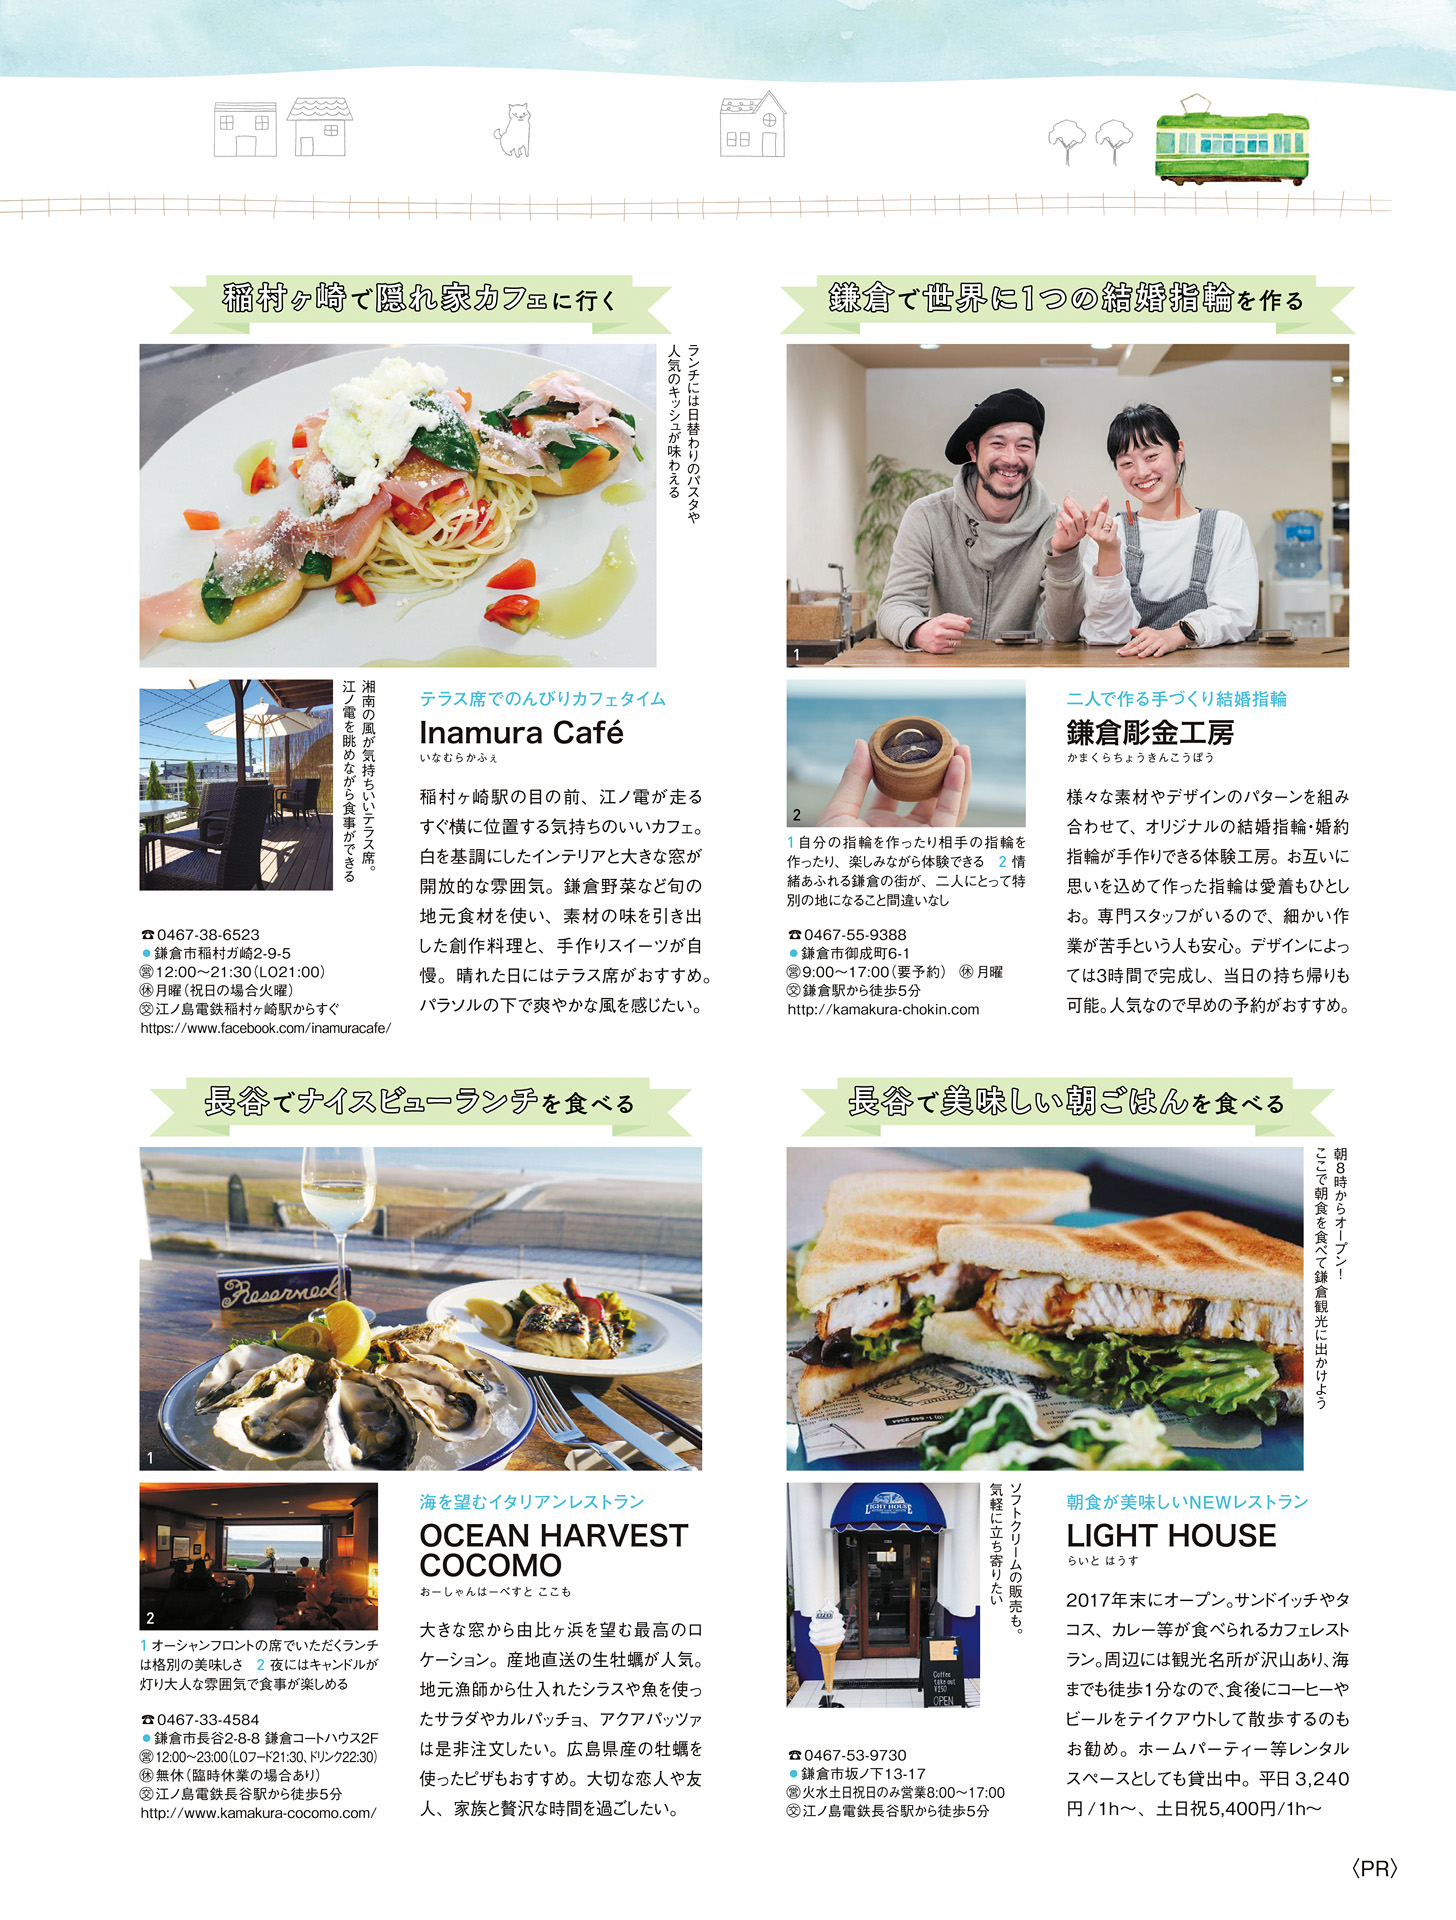 稲村ヶ崎で隠れ家カフェに行く
ランチには日替わりのパスタや
人気のキッシュが味わえる
湘南の風が気持ちいいテラス席。
江ノ電を眺めながら食事ができる
テラス席でのんびりカフェタイム
Inamura Café
いなむらかふぇ
稲村ヶ崎駅の目の前、江ノ電が走る
すぐ横に位置する気持ちのいいカフェ。
白を基調にしたインテリアと大きな窓が
開放的な雰囲気。鎌倉野菜など旬の
地元食材を使い、素材の味を引き出
した創作料理と、手作りスイーツが自
慢。晴れた日にはテラス席がおすすめ。
パラソルの下で爽やかな風を感じたい。
☎0467-38-6523
●鎌倉市稲村ガ崎2-9-5
㊡12:00〜21:30(LO21:00)
㊡月曜(祝日の場合火曜)
交江ノ島電鉄稲村ヶ崎駅からすぐ
https://www.facebook.com/inamuracafe/
鎌倉で世界に1つの結婚指輪を作る
1
2
1 自分の指輪を作ったり相手の指輪を
作ったり、楽しみながら体験できる 2 情
緒あふれる鎌倉の街が、二人にとって特
別の地になること間違いなし
☎0467-55-9388
●鎌倉市御成町6-1
㊡9:00〜17:00(要予約) ㊡月曜
交鎌倉駅から徒歩5分
http://kamakura-chokin.com
二人で作る手づくり結婚指輪
鎌倉彫金工房
かまくらちょうきんこうぼう
様々な素材やデザインのパターンを組み
合わせて、オリジナルの結婚指輪・婚約
指輪が手作りできる体験工房。お互いに
思いを込めて作った指輪は愛着もひとし
お。専門スタッフがいるので、細かい作
業が苦手という人も安心。デザインによっ
ては3時間で完成し、当日の持ち帰りも
可能。人気なので早めの予約がおすすめ。
長谷でナイスビューランチを食べる
Reserved
1
2
1 オーシャンフロントの席でいただくランチ
は格別の美味しさ 2 夜にはキャンドルが
灯り大人な雰囲気で食事が楽しめる
☎0467-33-4584
●鎌倉市長谷2-8-8 鎌倉コートハウス2F
営12:00〜23:00(LOフード21:30、ドリンク22:30)
休無休(臨時休業の場合あり)
交江ノ島電鉄長谷駅から徒歩5分
http://www.kamakura-cocomo.com/
海を望むイタリアンレストラン
OCEAN HARVEST
COCOMO
おーしゃんはーべすと ここも
大きな窓から由比ヶ浜を望む最高のロ
ケーション。産地直送の生牡蠣が人気。
地元漁師から仕入れたシラスや魚を使っ
たサラダやカルパッチョ、アクアパッツァ
は是非注文したい。広島県産の牡蠣を
使ったピザもおすすめ。大切な恋人や友
人、家族と贅沢な時間を過ごしたい。
長谷で美味しい朝ごはんを食べる
朝8時からオープン！
ここで朝食を食べて鎌倉観光に出かけよう
LIGHT HOUSE
Coffee
take out
¥250
OPEN
ソフトクリームの販売も。
気軽に立ち寄りたい
☎0467-53-9730
●鎌倉市坂ノ下13-17
営火水土日祝日のみ営業8:00〜17:00
交江ノ島電鉄長谷駅から徒歩5分
朝食が美味しいNEWレストラン
LIGHT HOUSE
らいと はうす
2017年末にオープン。サンドイッチやタ
コス、カレー等が食べられるカフェレスト
ラン。周辺には観光名所が沢山あり、海
までも徒歩1分なので、食後にコーヒーや
ビールをテイクアウトして散歩するのも
お勧め。ホームパーティー等レンタル
スペースとしても貸出中。平日3,240
円/1h〜、土日祝5,400円/1h〜
〈PR〉